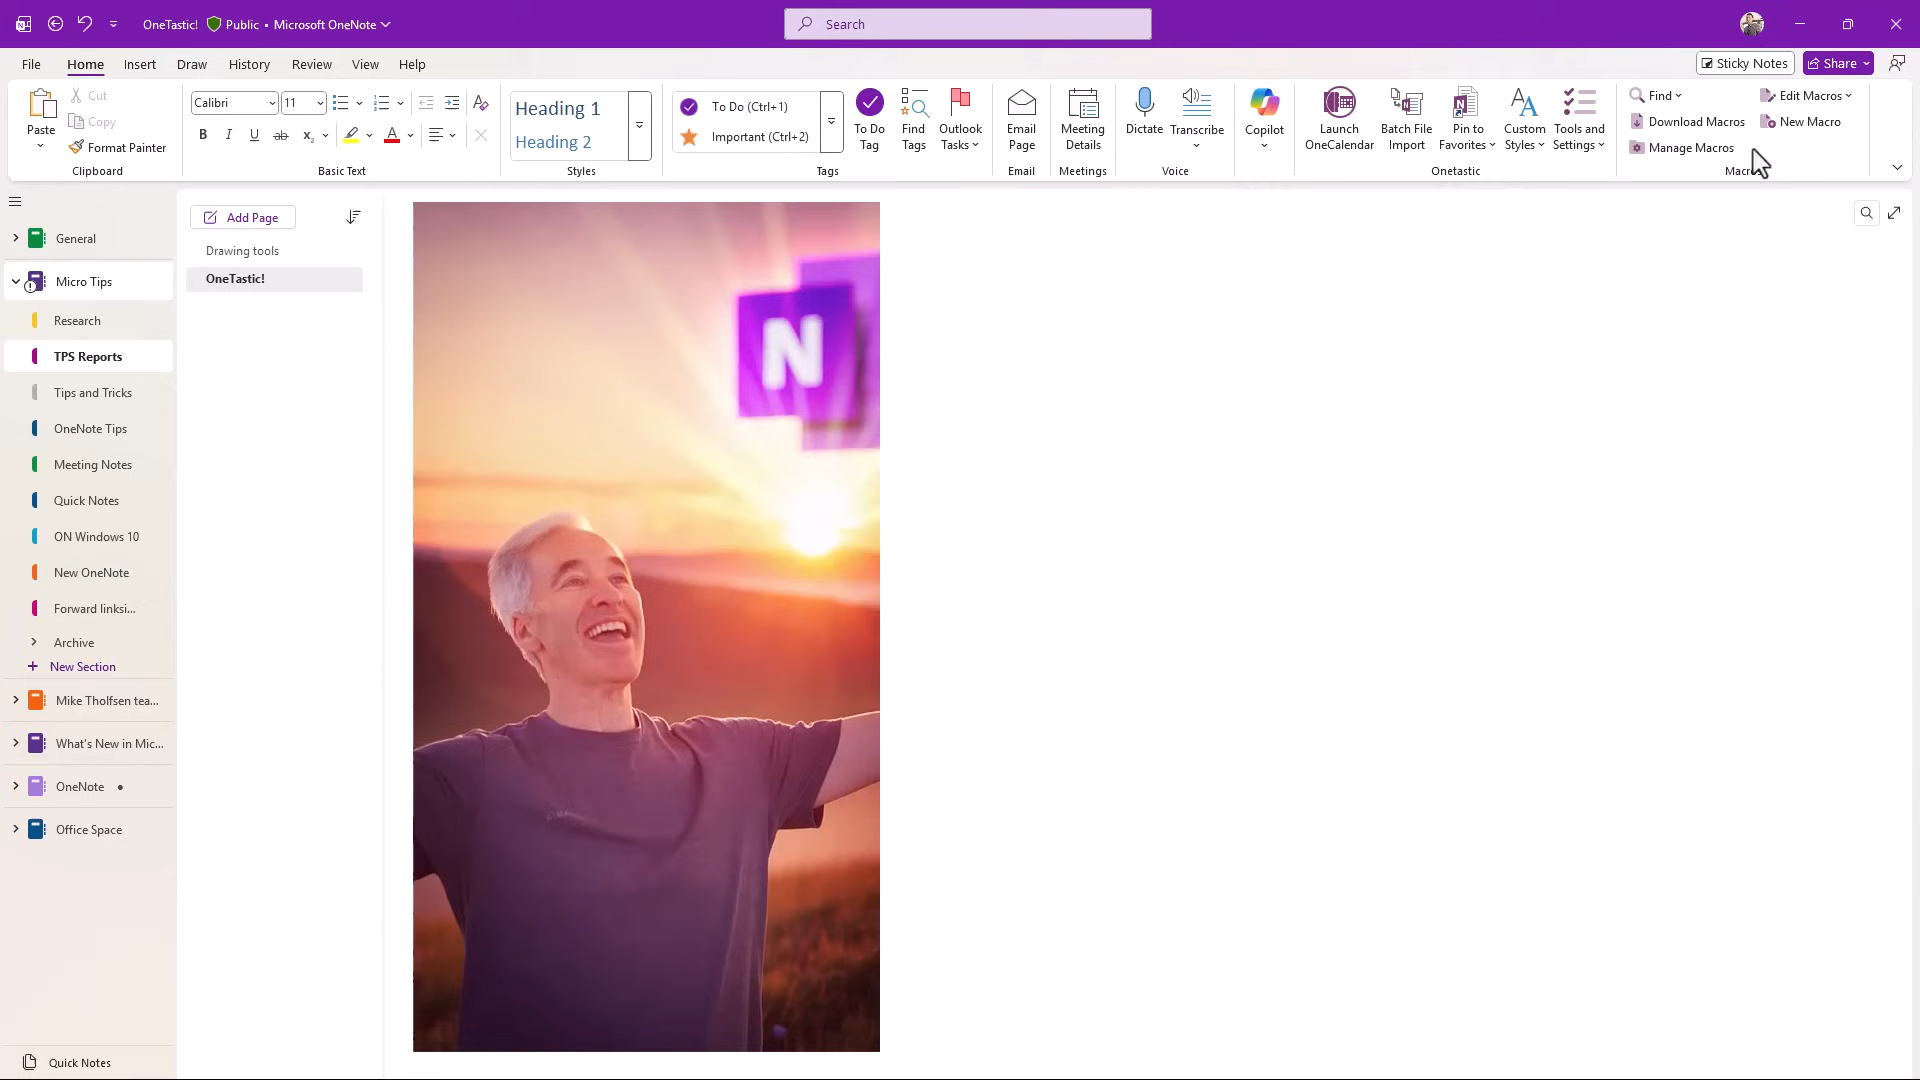 OneTastic! Public • Microsoft OneNote
Search
File Home Insert Draw History Review View Help
Sticky Notes Share
Paste
Cut
Copy
Format Painter
Clipboard
Calibri 11
B I U ab x₂ A
Basic Text
Heading 1
Heading 2
Styles
To Do (Ctrl+1)
Important (Ctrl+2)
To Do
Tag
Find
Tags
Outlook
Tasks
Tags
Email
Page
Email
Meeting
Details
Meetings
Dictate
Transcribe
Voice
Copilot
Launch
OneCalendar
Batch File
Import
Pin to
Favorites
Custom
Styles
Tools and
Settings
Onetastic
Find
Download Macros
Manage Macros
Edit Macros
New Macro
General
Micro Tips
Research
TPS Reports
Tips and Tricks
OneNote Tips
Meeting Notes
Quick Notes
ON Windows 10
New OneNote
Forward linksi...
Archive
New Section
Mike Tholfsen tea...
What's New in Mic...
OneNote
Office Space
Quick Notes
Add Page
Drawing tools
OneTastic!
N